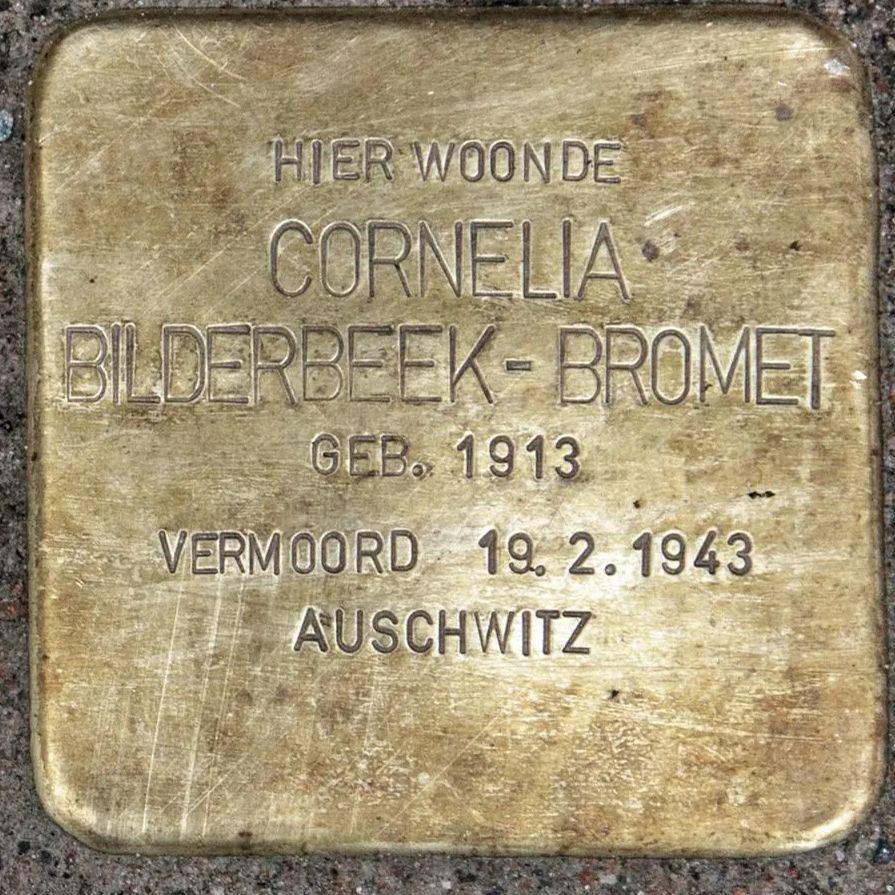 HIER WOONDE
CORNELIA
BILDERBEEK - BROMET
GEB. 1913
VERMOORD 19.2.1943
AUSCHWITZ